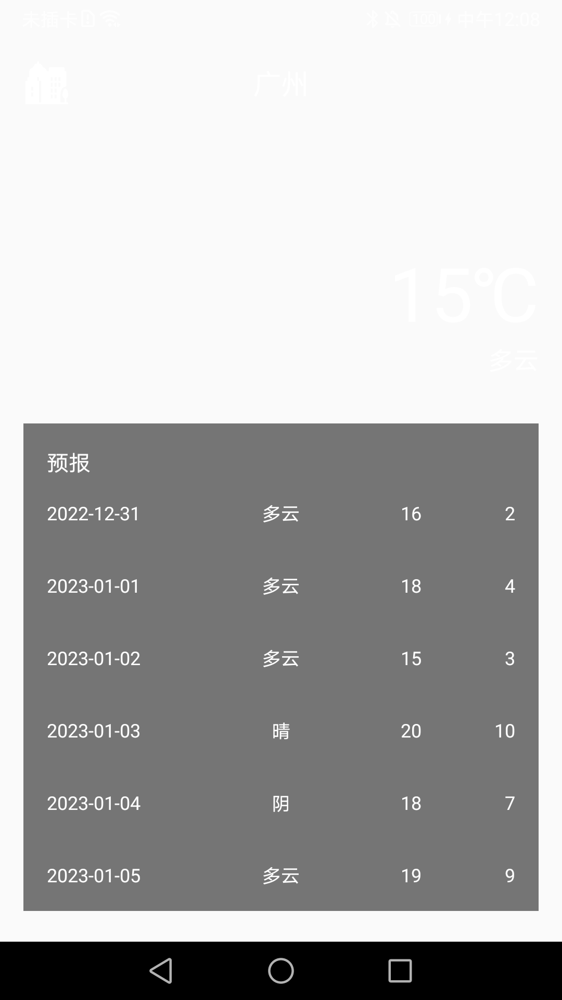 未插卡 100 中午12:08
广州
15℃
多云
预报
2022-12-31 多云 16 2
2023-01-01 多云 18 4
2023-01-02 多云 15 3
2023-01-03 晴 20 10
2023-01-04 阴 18 7
2023-01-05 多云 19 9